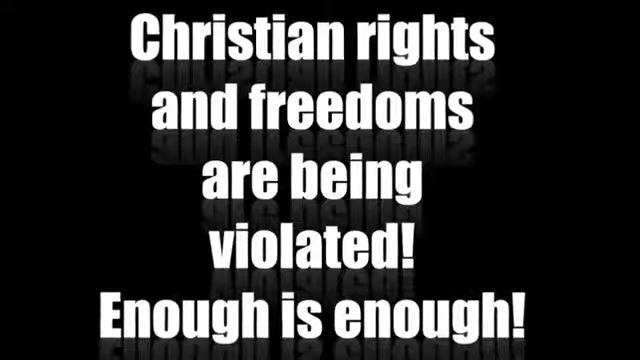 Christian rights
and freedoms
are being
violated!
Enough is enough!